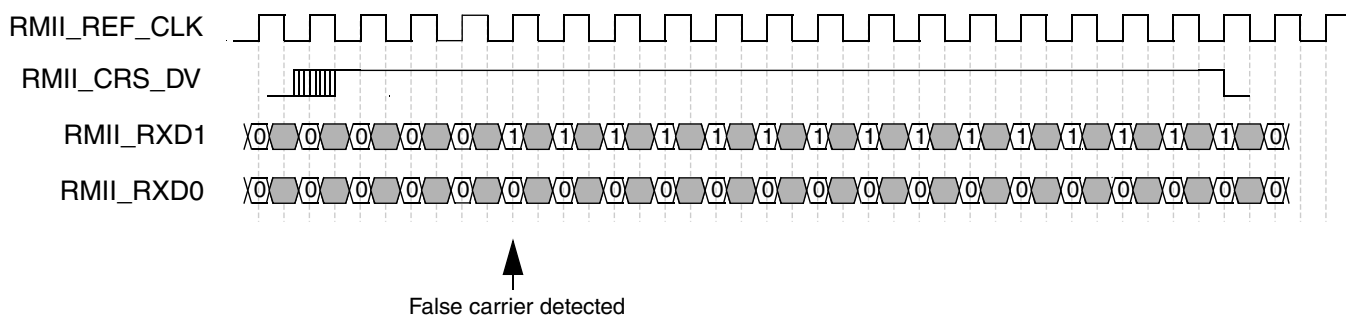 RMII_REF_CLK
RMII_CRS_DV
RMII_RXD1 0 0 0 0 0 1 1 1 1 1 1 1 1 1 1 1 1 1 1 1 0
RMII_RXD0 0 0 0 0 0 0 0 0 0 0 0 0 0 0 0 0 0 0 0 0 0
False carrier detected